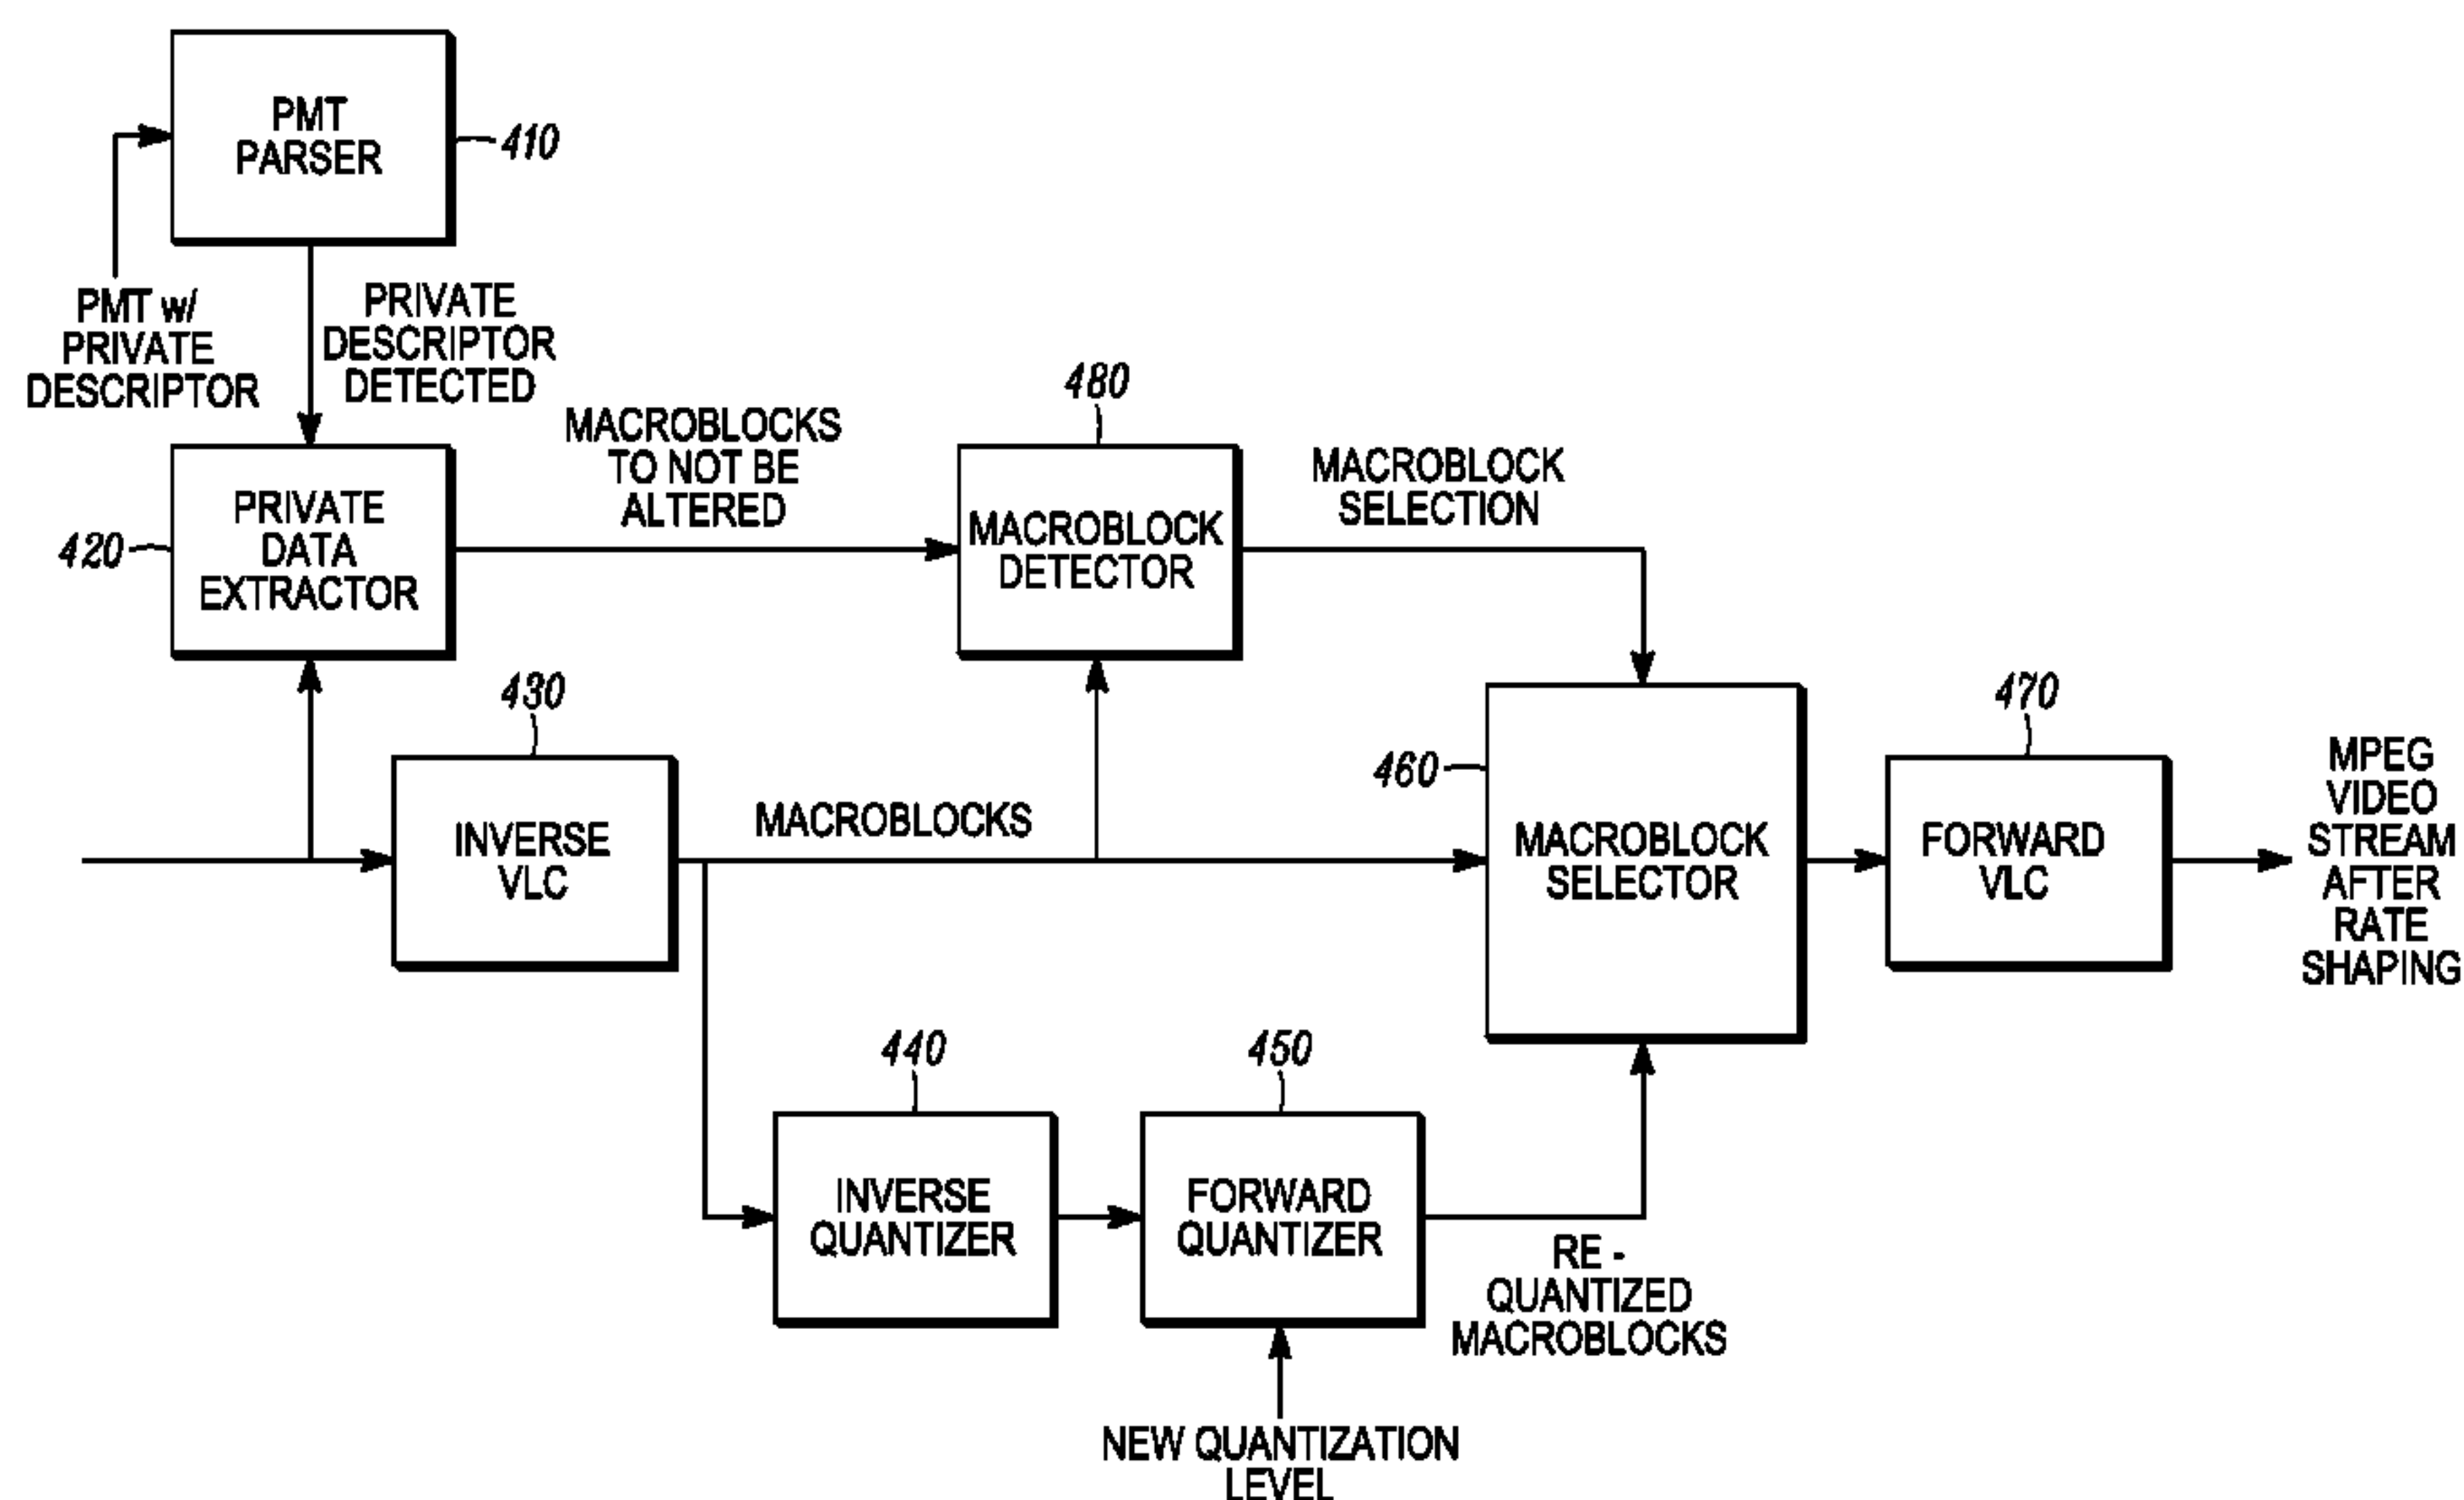 PMT
PARSER
410
PMT w/
PRIVATE
DESCRIPTOR
PRIVATE
DESCRIPTOR
DETECTED
420
PRIVATE
DATA
EXTRACTOR
MACROBLOCKS
TO NOT BE
ALTERED
480
MACROBLOCK
DETECTOR
MACROBLOCK
SELECTION
430
INVERSE
VLC
MACROBLOCKS
460
MACROBLOCK
SELECTOR
470
FORWARD
VLC
MPEG
VIDEO
STREAM
AFTER
RATE
SHAPING
440
INVERSE
QUANTIZER
450
FORWARD
QUANTIZER
RE -
QUANTIZED
MACROBLOCKS
NEW QUANTIZATION
LEVEL